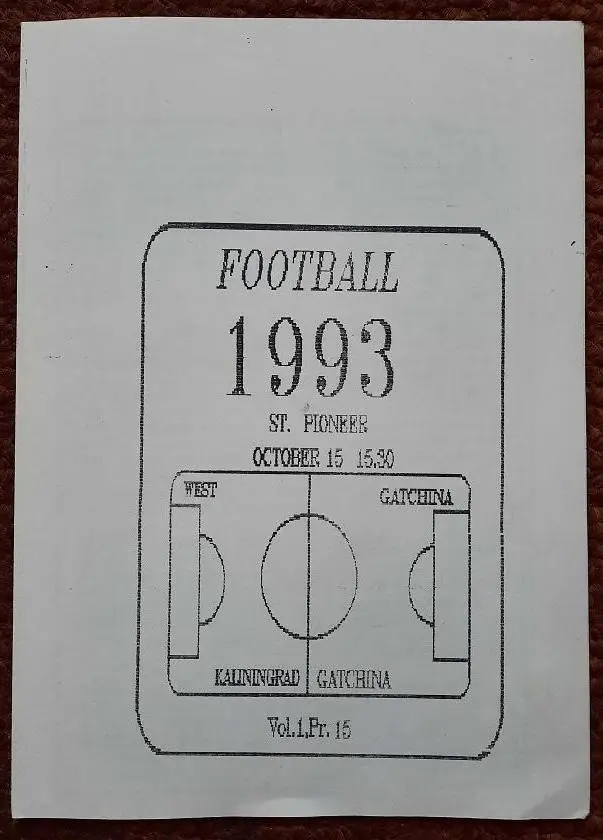 FOOTBALL
1993
ST. PIONEER
OCTOBER 15 15.30
WEST GATCHINA
KALININGRAD GATCHINA
Vol.1,Pr. 15